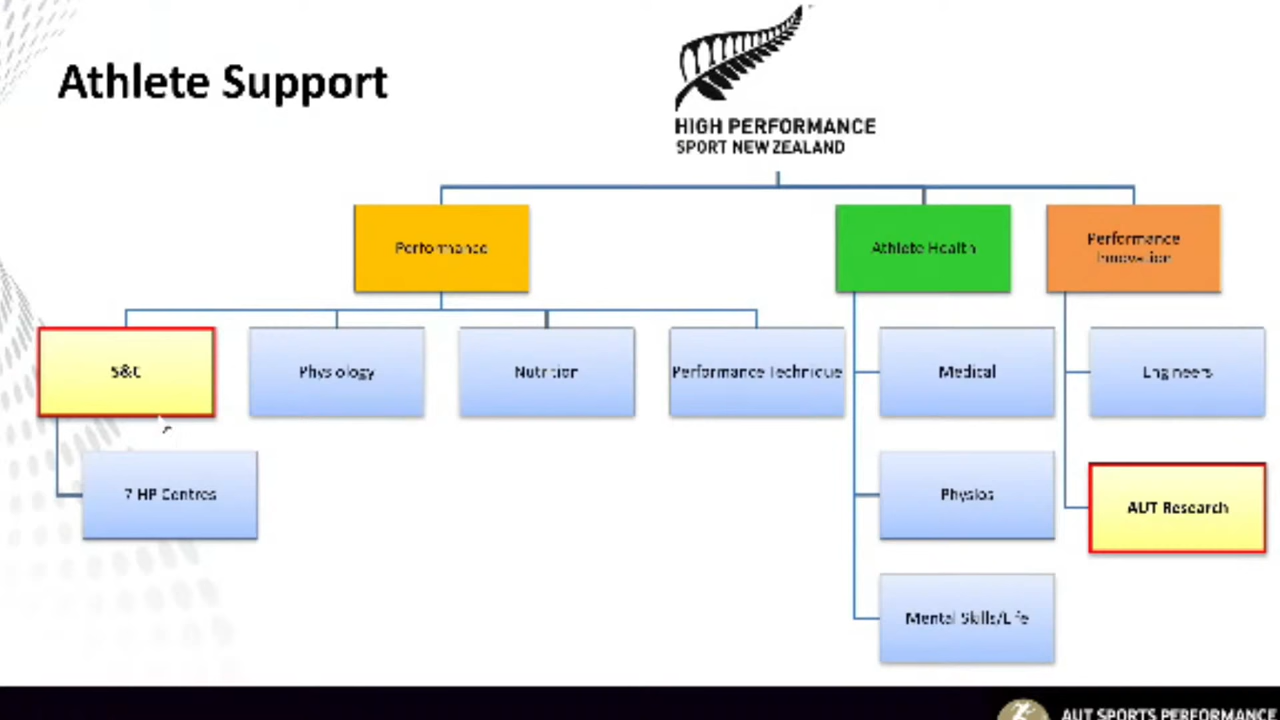 Athlete Support
HIGH PERFORMANCE
SPORT NEW ZEALAND
Performance
Athlete Health
Performance
Innovation
S&C
Physiology
Nutrition
Performance Technique
Medical
Engineers
7 HP Centres
Physios
AUT Research
Mental Skills/Life
AUT SPORTS PERFORMANCE